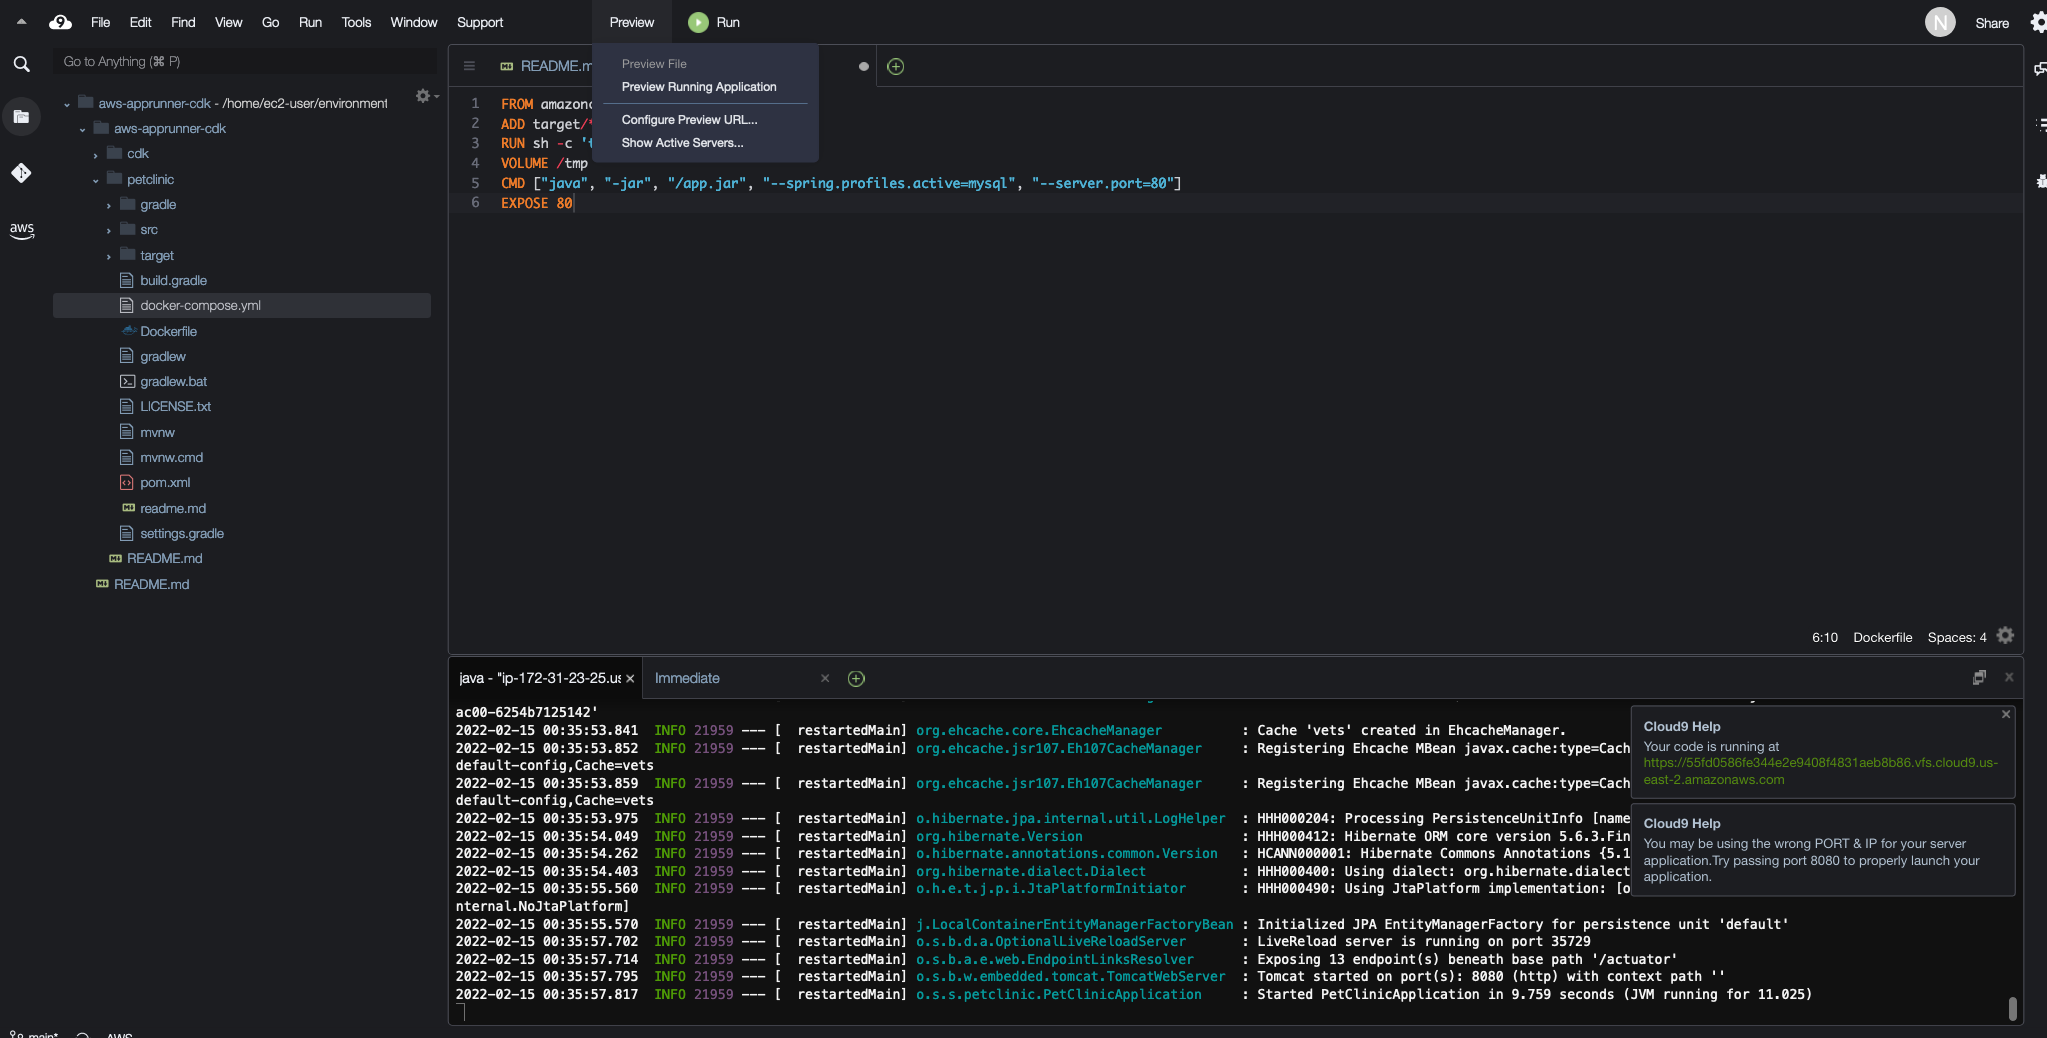 File Edit Find View Go Run Tools Window Support Preview Run N Share
Go to Anything (⌘ P)
README.m
Preview File
Preview Running Application
Configure Preview URL...
Show Active Servers...
aws-apprunner-cdk - /home/ec2-user/environment
aws-apprunner-cdk
cdk
petclinic
gradle
src
target
build.gradle
docker-compose.yml
Dockerfile
gradlew
gradlew.bat
LICENSE.txt
mvnw
mvnw.cmd
pom.xml
readme.md
settings.gradle
README.md
README.md
aws
1 FROM amazon
2 ADD target/*
3 RUN sh -c '
4 VOLUME /tmp
5 CMD ["java", "-jar", "/app.jar", "--spring.profiles.active=mysql", "--server.port=80"]
6 EXPOSE 80
6:10 Dockerfile Spaces: 4
java - "ip-172-31-23-25.us Immediate
ac00-6254b7125142'
2022-02-15 00:35:53.841 INFO 21959 --- [ restartedMain] org.ehcache.core.EhcacheManager : Cache 'vets' created in EhcacheManager.
2022-02-15 00:35:53.852 INFO 21959 --- [ restartedMain] org.ehcache.jsr107.Eh107CacheManager : Registering Ehcache MBean javax.cache:type=Cach
default-config,Cache=vets
2022-02-15 00:35:53.859 INFO 21959 --- [ restartedMain] org.ehcache.jsr107.Eh107CacheManager : Registering Ehcache MBean javax.cache:type=Cach
default-config,Cache=vets
2022-02-15 00:35:53.975 INFO 21959 --- [ restartedMain] o.hibernate.jpa.internal.util.LogHelper : HHH000204: Processing PersistenceUnitInfo [name
2022-02-15 00:35:54.049 INFO 21959 --- [ restartedMain] org.hibernate.Version : HHH000412: Hibernate ORM core version 5.6.3.Fin
2022-02-15 00:35:54.262 INFO 21959 --- [ restartedMain] o.hibernate.annotations.common.Version : HCANN000001: Hibernate Commons Annotations {5.1
2022-02-15 00:35:54.403 INFO 21959 --- [ restartedMain] org.hibernate.dialect.Dialect : HHH000400: Using dialect: org.hibernate.dialect
2022-02-15 00:35:55.560 INFO 21959 --- [ restartedMain] o.h.e.t.j.p.i.JtaPlatformInitiator : HHH000490: Using JtaPlatform implementation: [o
nternal.NoJtaPlatform]
2022-02-15 00:35:55.570 INFO 21959 --- [ restartedMain] j.LocalContainerEntityManagerFactoryBean : Initialized JPA EntityManagerFactory for persistence unit 'default'
2022-02-15 00:35:57.702 INFO 21959 --- [ restartedMain] o.s.b.d.a.OptionalLiveReloadServer : LiveReload server is running on port 35729
2022-02-15 00:35:57.714 INFO 21959 --- [ restartedMain] o.s.b.a.e.web.EndpointLinksResolver : Exposing 13 endpoint(s) beneath base path '/actuator'
2022-02-15 00:35:57.795 INFO 21959 --- [ restartedMain] o.s.b.w.embedded.tomcat.TomcatWebServer : Tomcat started on port(s): 8080 (http) with context path ''
2022-02-15 00:35:57.817 INFO 21959 --- [ restartedMain] o.s.s.petclinic.PetClinicApplication : Started PetClinicApplication in 9.759 seconds (JVM running for 11.025)
Cloud9 Help
Your code is running at
https://55fd0586fe344e2e9408f4831aeb8b86.vfs.cloud9.us-
east-2.amazonaws.com
Cloud9 Help
You may be using the wrong PORT & IP for your server
application.Try passing port 8080 to properly launch your
application.
main* AWS